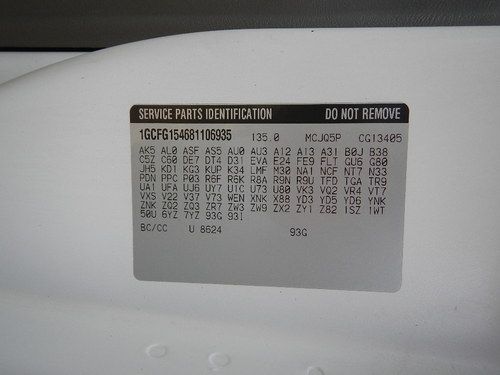 SERVICE PARTS IDENTIFICATION DO NOT REMOVE
1GCFG154681106935 135.0 MCJQ5P CG13405
AK5 AL0 ASF AS5 AU0 AU3 A12 A13 A31 B0J B38
C5Z C60 DE7 DT4 D31 EVA E24 FE9 FLT GU6 G80
JH5 KD1 KG3 KUP K34 LMF M30 NA1 NCF NT7 N33
PDN PPC P03 R6F R6K R8A R9N R9U TFD TGA TR9
UA1 UFA UJ6 UY7 U1C U73 U80 VK3 VQ2 VR4 VT7
VXS V22 V37 V73 WEN XNK X88 YD3 YD5 YD6 YNK
ZNK ZQ2 ZQ3 ZR7 ZW3 ZW9 ZX2 ZY1 Z82 1SZ 1WT
50U 6YZ 7YZ 93G 93I
BC/CC U 8624 93G